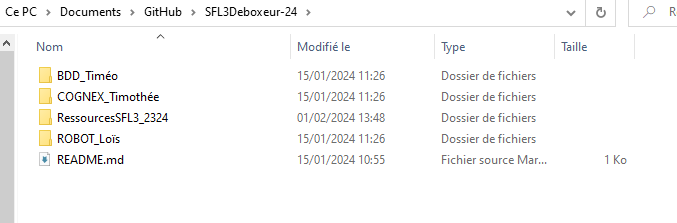 Ce PC > Documents > GitHub > SFL3Deboxeur-24 >
R
Nom Modifié le Type Taille
BDD_Timéo 15/01/2024 11:26 Dossier de fichiers
COGNEX_Timothée 15/01/2024 11:26 Dossier de fichiers
RessourcesSFL3_2324 01/02/2024 13:48 Dossier de fichiers
ROBOT_Loïs 15/01/2024 11:26 Dossier de fichiers
README.md 15/01/2024 10:55 Fichier source Mar... 1 Ko